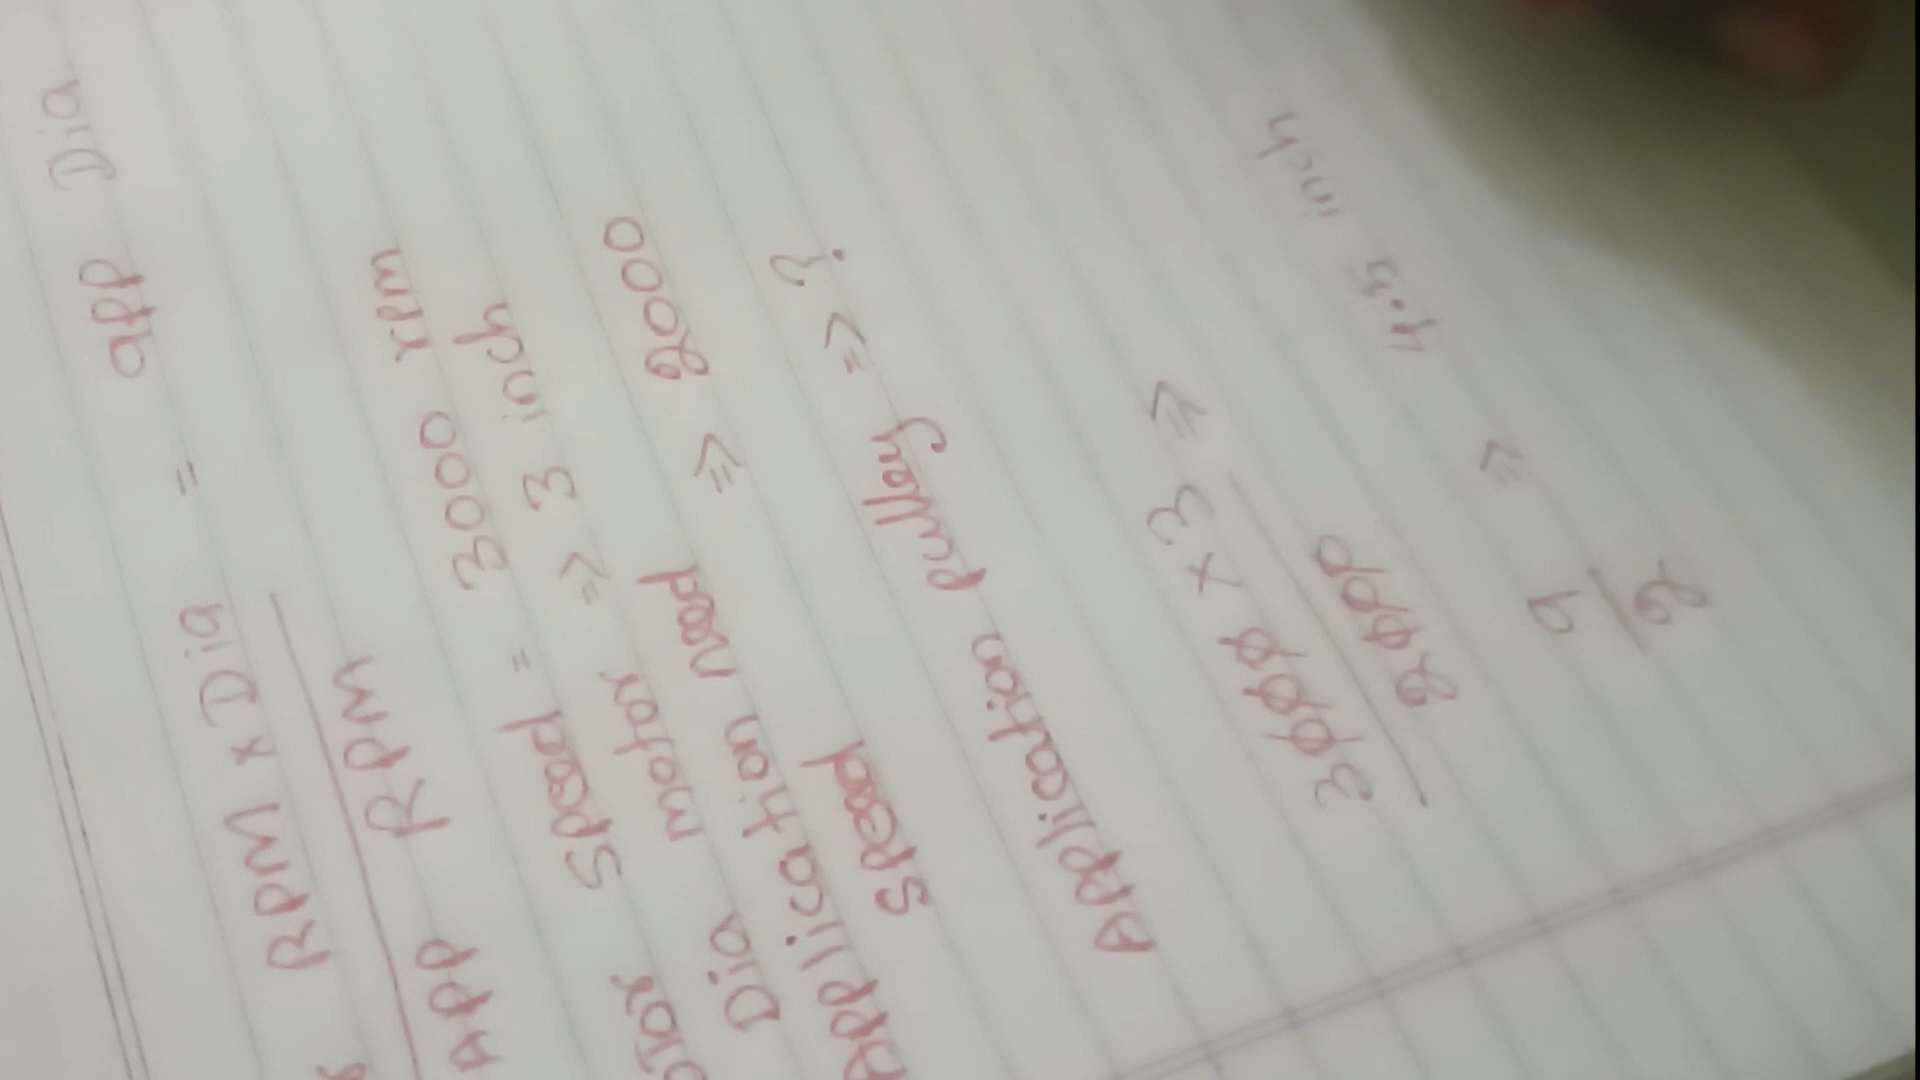 RPM x Dia = app Dia
APP RPM
Speed = 3000 rpm
Dia motor => 3 inch
Application need => 2000
speed
Application pulley => ?
3000 x 3 =>
2000
9 => 4.5 inch
2